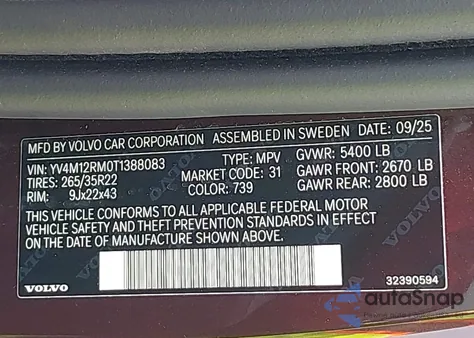 MFD BY VOLVO CAR CORPORATION ASSEMBLED IN SWEDEN DATE: 09/25
VIN: YV4M12RM0T1388083 TYPE: MPV GVWR: 5400 LB
TIRES: 265/35R22 MARKET CODE: 31 GAWR FRONT: 2670 LB
RIM: 9Jx22x43 COLOR: 739 GAWR REAR: 2800 LB
THIS VEHICLE CONFORMS TO ALL APPLICABLE FEDERAL MOTOR
VEHICLE SAFETY AND THEFT PREVENTION STANDARDS IN EFFECT
ON THE DATE OF MANUFACTURE SHOWN ABOVE.
VOLVO 32390594
autoSnap